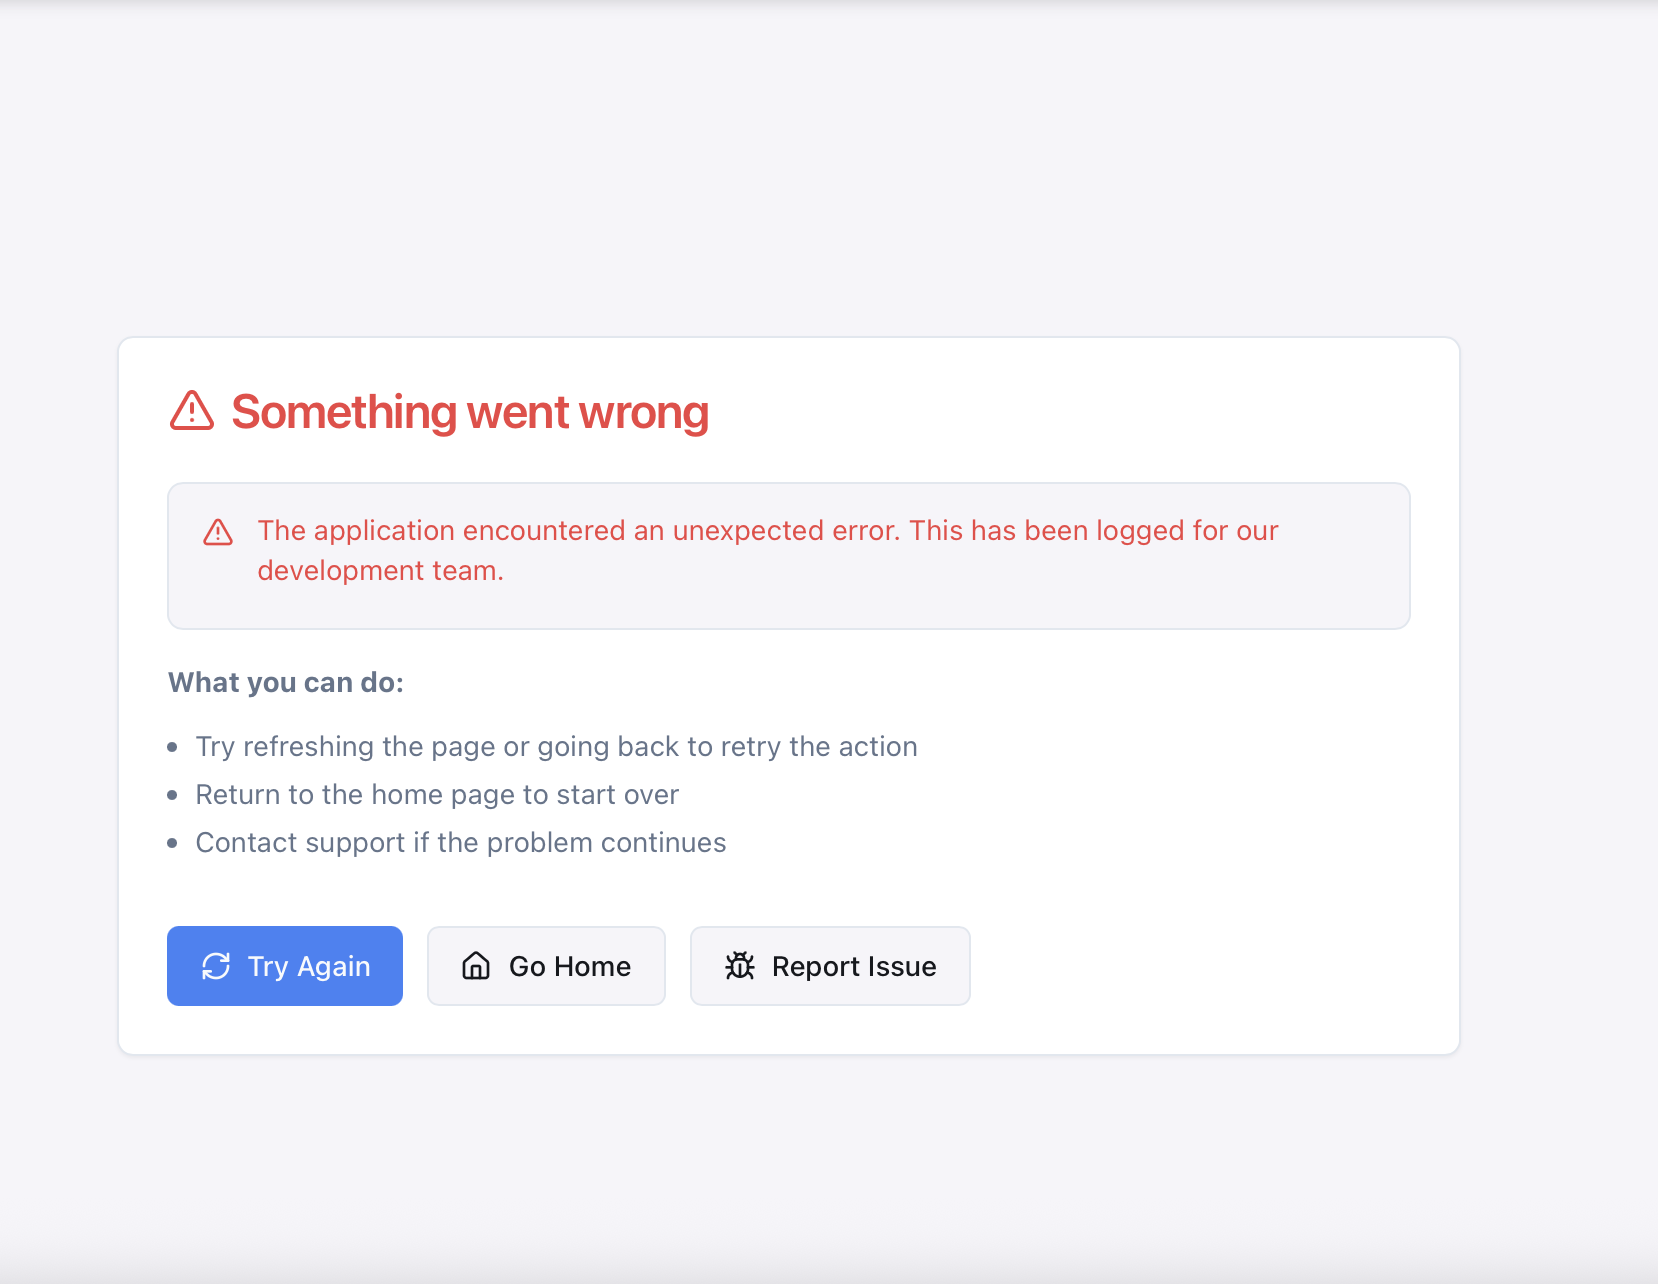 Something went wrong
The application encountered an unexpected error. This has been logged for our
development team.
What you can do:
Try refreshing the page or going back to retry the action
Return to the home page to start over
Contact support if the problem continues
Try Again
Go Home
Report Issue